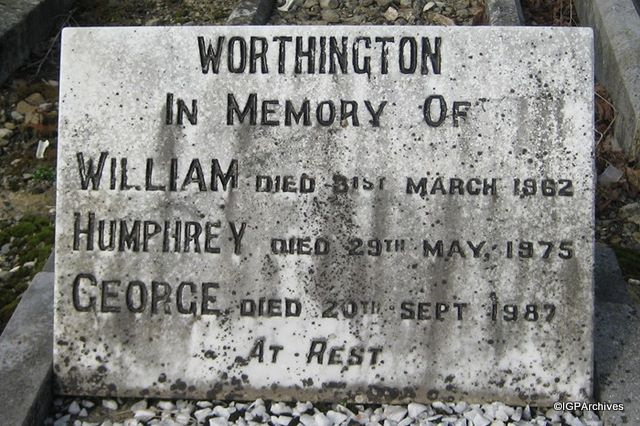 WORTHINGTON
IN MEMORY OF
WILLIAM DIED 31ST MARCH 1962
HUMPHREY DIED 29TH MAY, 1975
GEORGE DIED 20TH SEPT 1987
AT REST
©IGPArchives